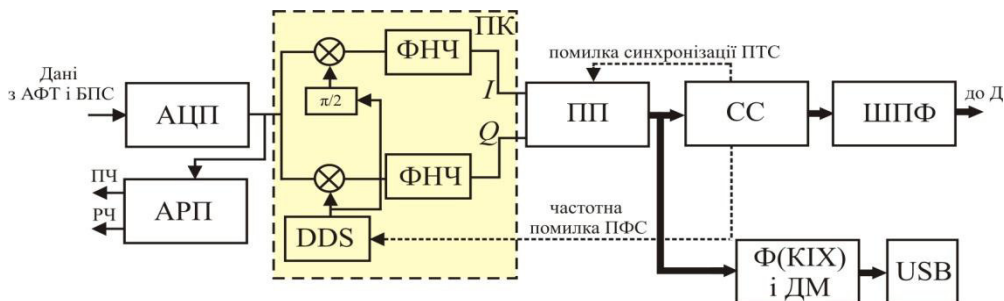 ПК
ФНЧ
помилка синхронізації ПТС
Дані
з АФТ і БПС
π/2
I
до Д
АЦП
ПП
СС
ШПФ
Q
ФНЧ
ПЧ
РЧ
АРП
частотна
помилка ПФС
DDS
Ф(КІХ)
і ДМ
USB